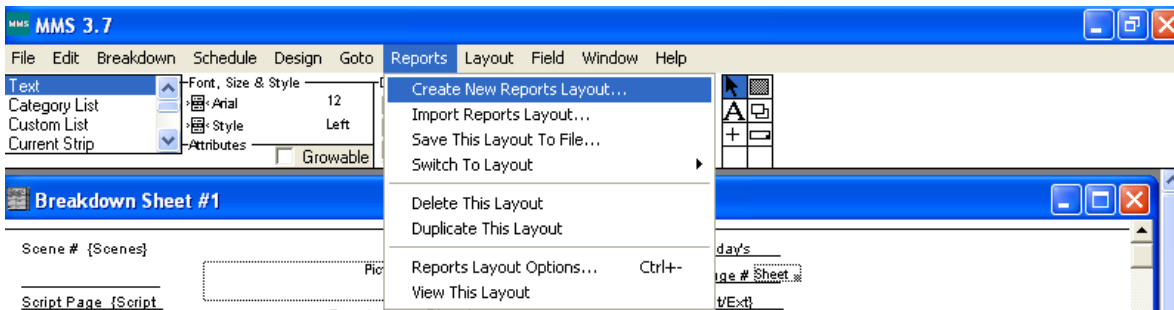 MMS MMS 3.7
File Edit Breakdown Schedule Design Goto Reports Layout Field Window Help
Text
Category List
Custom List
Current Strip
Font, Size & Style
Arial 12
Style Left
Attributes
Growable
A
Create New Reports Layout...
Import Reports Layout...
Save This Layout To File...
Switch To Layout
Delete This Layout
Duplicate This Layout
Reports Layout Options... Ctrl+-
View This Layout
Breakdown Sheet #1
Scene # {Scenes}
Script Page {Script
Pic
day's
ge # Sheet
t/Ext}